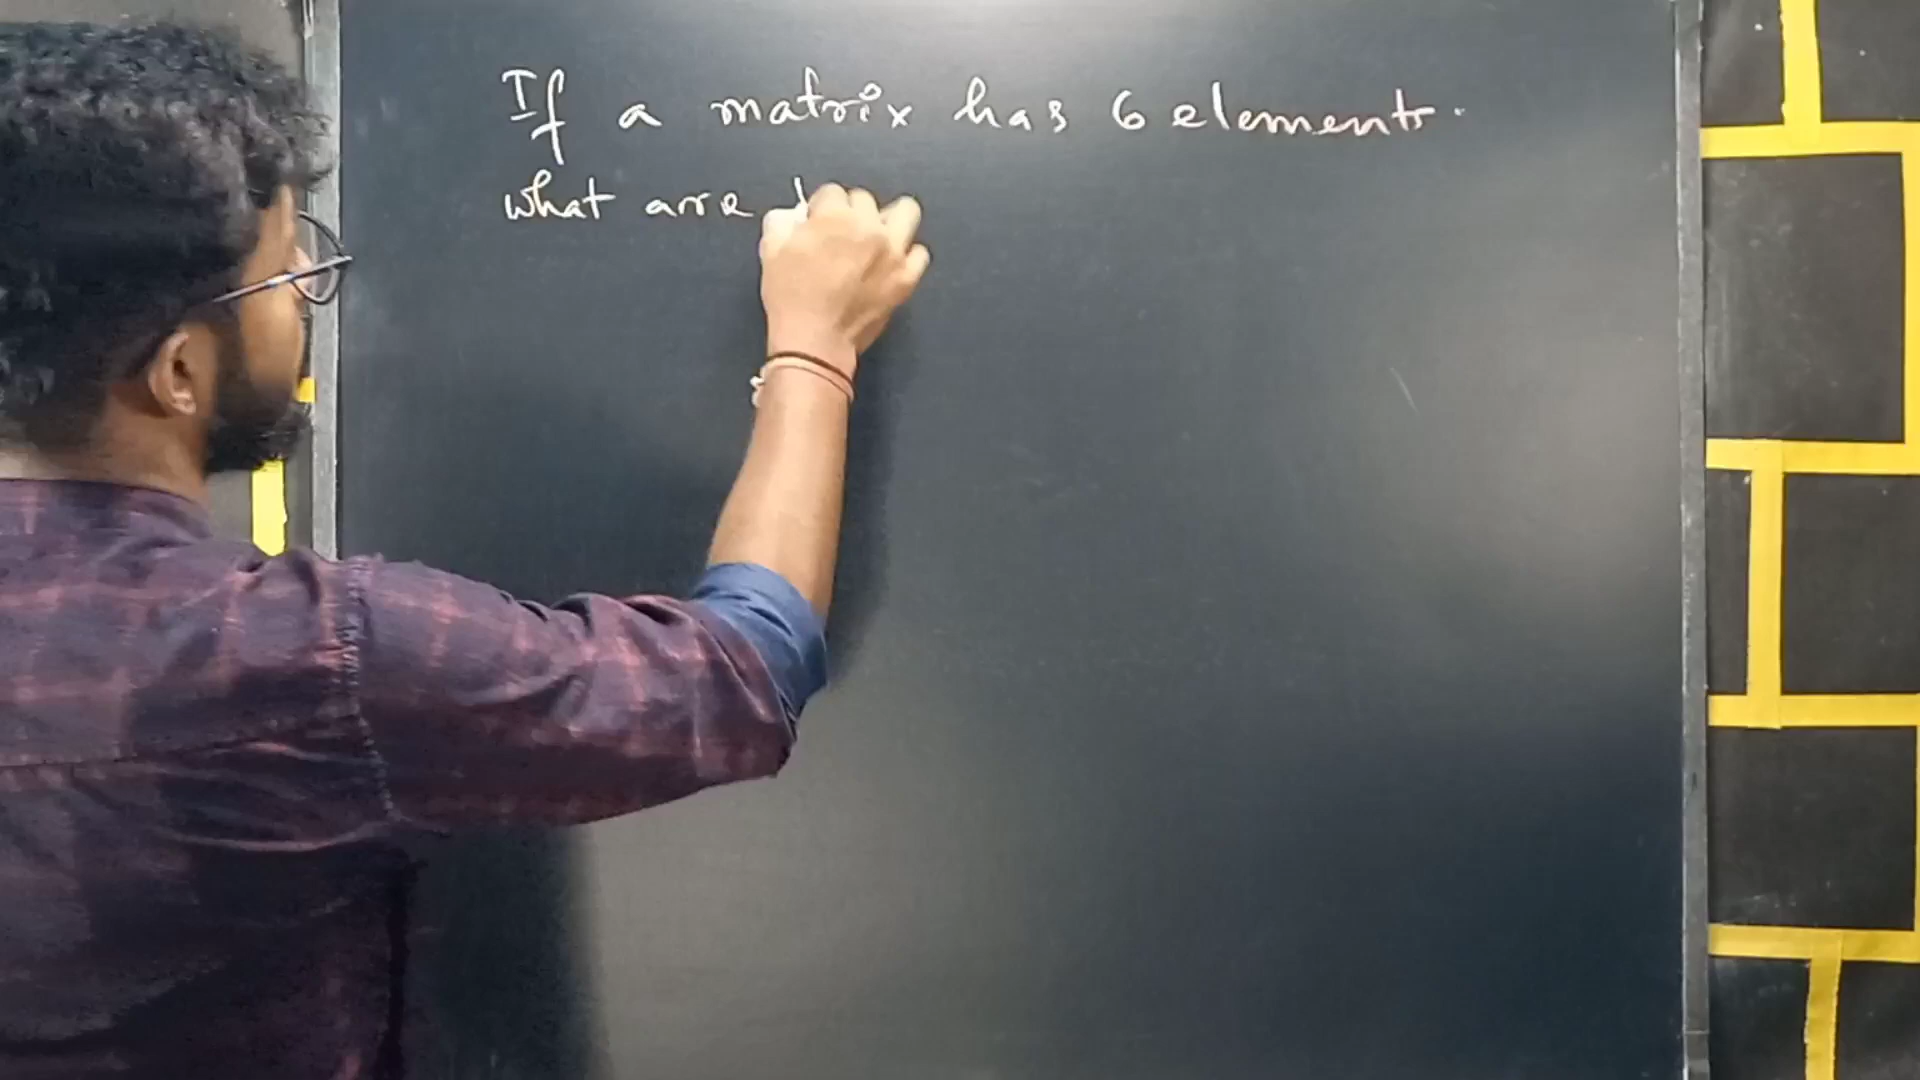 If a matrix has 6 elements.
what are